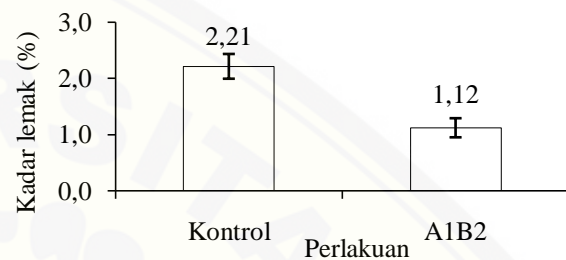 Kadar lemak (%)
3,0
2,0
1,0
0,0
2,21
1,12
Kontrol
A1B2
Perlakuan